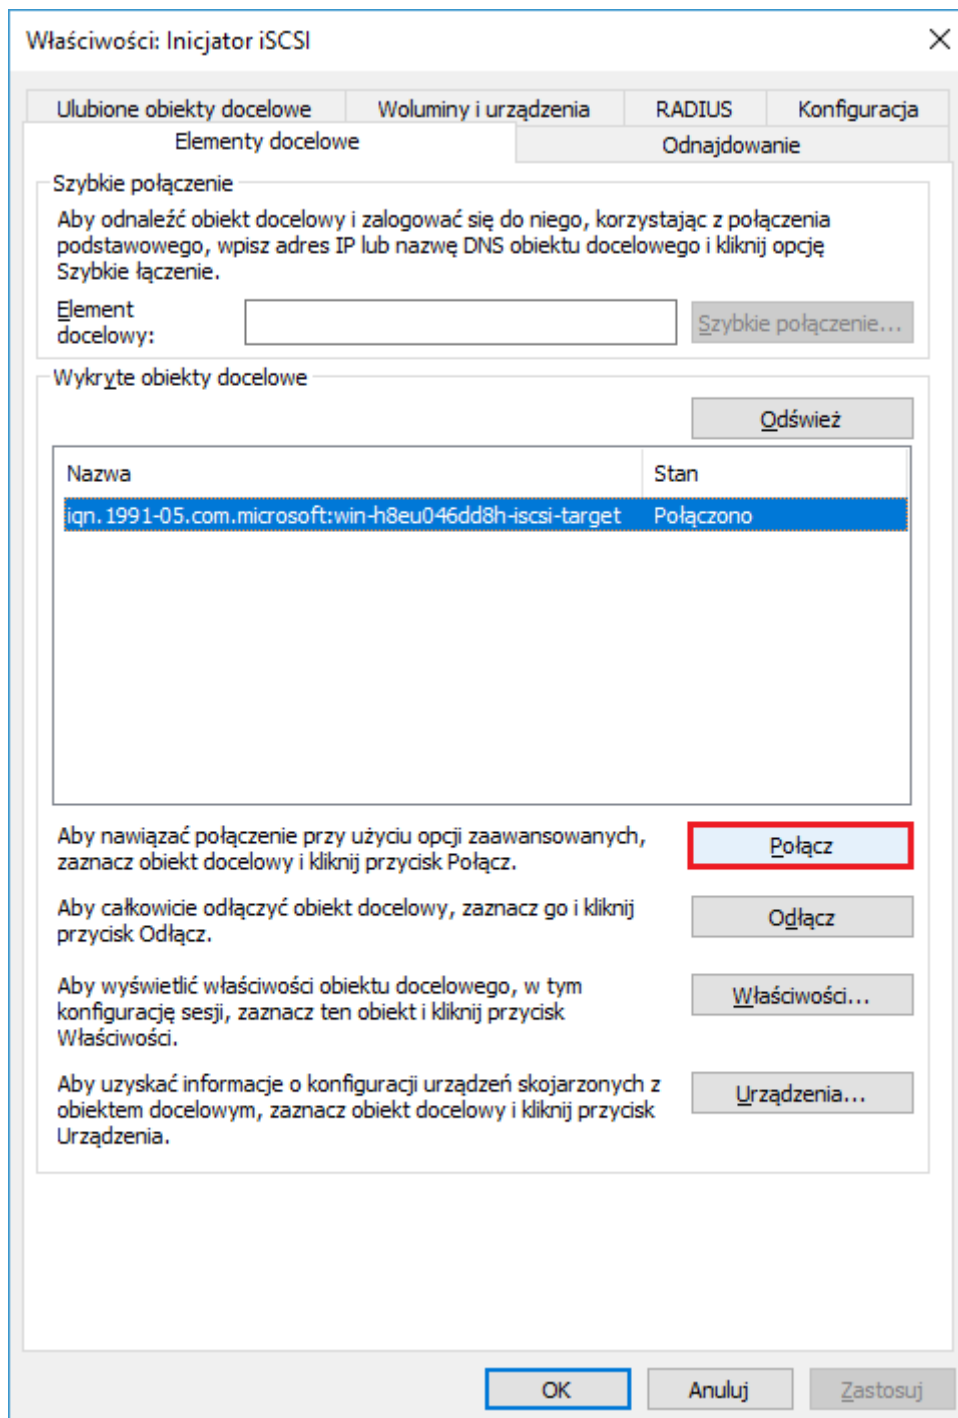 Właściwości: Inicjator iSCSI
Ulubione obiekty docelowe Woluminy i urządzenia RADIUS Konfiguracja
Elementy docelowe Odnajdowanie
Szybkie połączenie
Aby odnaleźć obiekt docelowy i zalogować się do niego, korzystając z połączenia
podstawowego, wpisz adres IP lub nazwę DNS obiektu docelowego i kliknij opcję
Szybkie łączenie.
Element
docelowy:
Szybkie połączenie...
Wykryte obiekty docelowe
Odśwież
Nazwa Stan
iqn.1991-05.com.microsoft:win-h8eu046dd8h-iscsi-target Połączono
Aby nawiązać połączenie przy użyciu opcji zaawansowanych,
zaznacz obiekt docelowy i kliknij przycisk Połącz.
Połącz
Aby całkowicie odłączyć obiekt docelowy, zaznacz go i kliknij
przycisk Odłącz.
Odłącz
Aby wyświetlić właściwości obiektu docelowego, w tym
konfigurację sesji, zaznacz ten obiekt i kliknij przycisk
Właściwości.
Właściwości...
Aby uzyskać informacje o konfiguracji urządzeń skojarzonych z
obiektem docelowym, zaznacz obiekt docelowy i kliknij przycisk
Urządzenia.
Urządzenia...
OK Anuluj Zastosuj